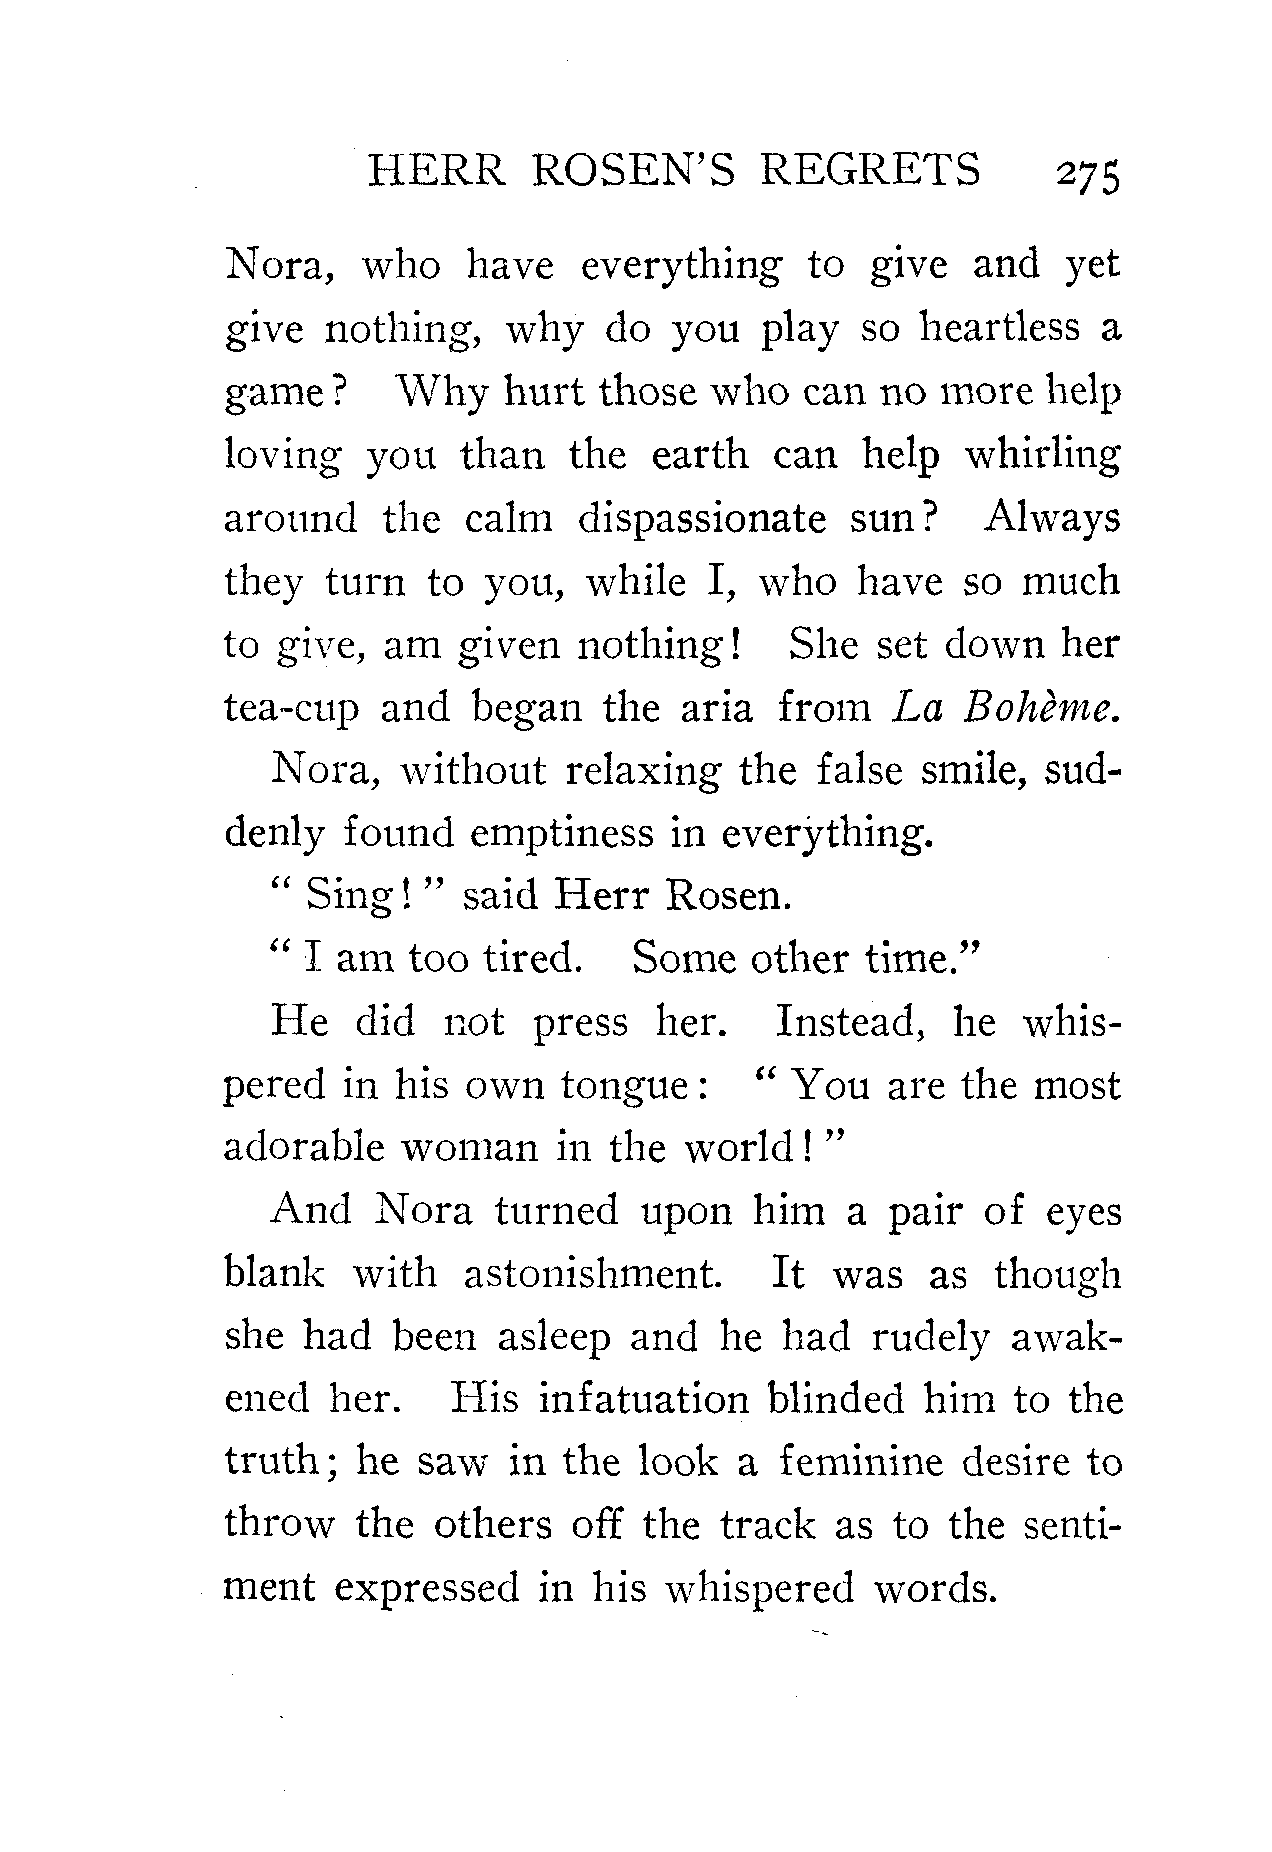 HERR ROSEN'S REGRETS 275
Nora, who have everything to give and yet
give nothing, why do you play so heartless a
game? Why hurt those who can no more help
loving you than the earth can help whirling
around the calm dispassionate sun? Always
they turn to you, while I, who have so much
to give, am given nothing! She set down her
tea-cup and began the aria from La Bohème.
Nora, without relaxing the false smile, sud-
denly found emptiness in everything.
" Sing! " said Herr Rosen.
" I am too tired. Some other time."
He did not press her. Instead, he whis-
pered in his own tongue: " You are the most
adorable woman in the world! "
And Nora turned upon him a pair of eyes
blank with astonishment. It was as though
she had been asleep and he had rudely awak-
ened her. His infatuation blinded him to the
truth; he saw in the look a feminine desire to
throw the others off the track as to the senti-
ment expressed in his whispered words.